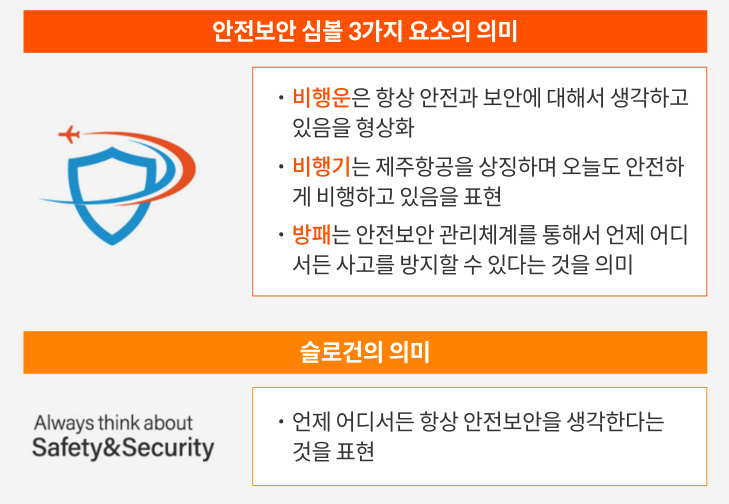 안전보안 심볼 3가지 요소의 의미
• 비행운은 항상 안전과 보안에 대해서 생각하고
있음을 형상화
• 비행기는 제주항공을 상징하며 오늘도 안전하
게 비행하고 있음을 표현
• 방패는 안전보안 관리체계를 통해서 언제 어디
서든 사고를 방지할 수 있다는 것을 의미
슬로건의 의미
Always think about
Safety&Security
• 언제 어디서든 항상 안전보안을 생각한다는
것을 표현